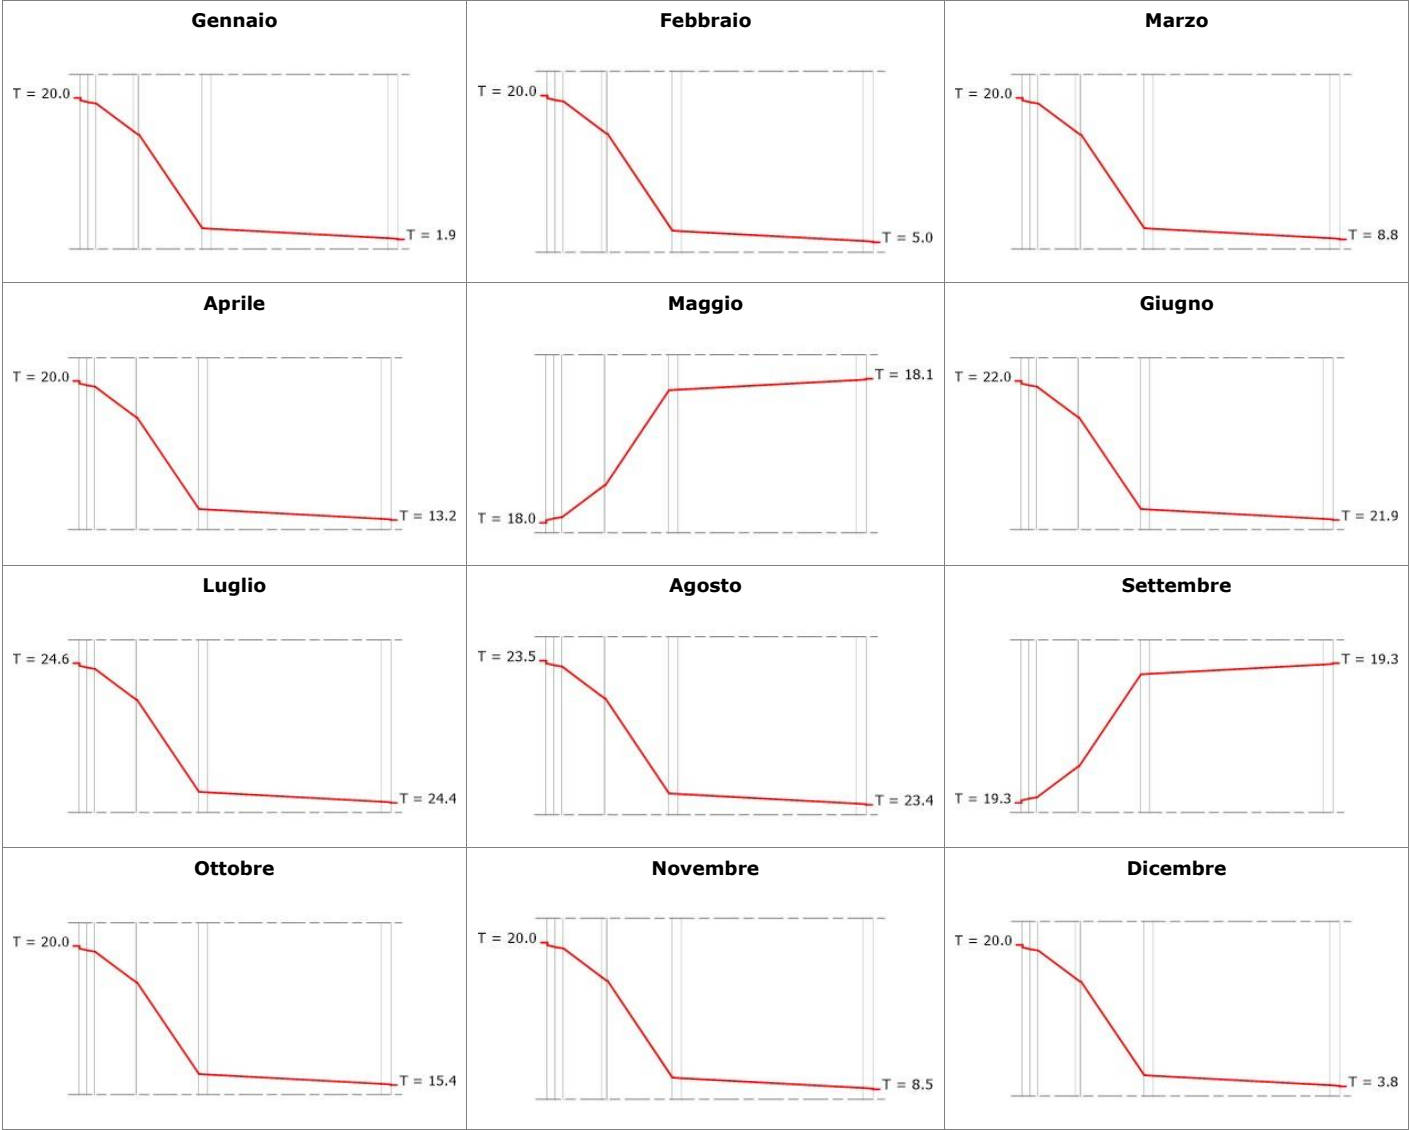 Gennaio
T = 20.0
T = 1.9
Febbraio
T = 20.0
T = 5.0
Marzo
T = 20.0
T = 8.8
Aprile
T = 20.0
T = 13.2
Maggio
T = 18.1
T = 18.0
Giugno
T = 22.0
T = 21.9
Luglio
T = 24.6
T = 24.4
Agosto
T = 23.5
T = 23.4
Settembre
T = 19.3
T = 19.3
Ottobre
T = 20.0
T = 15.4
Novembre
T = 20.0
T = 8.5
Dicembre
T = 20.0
T = 3.8